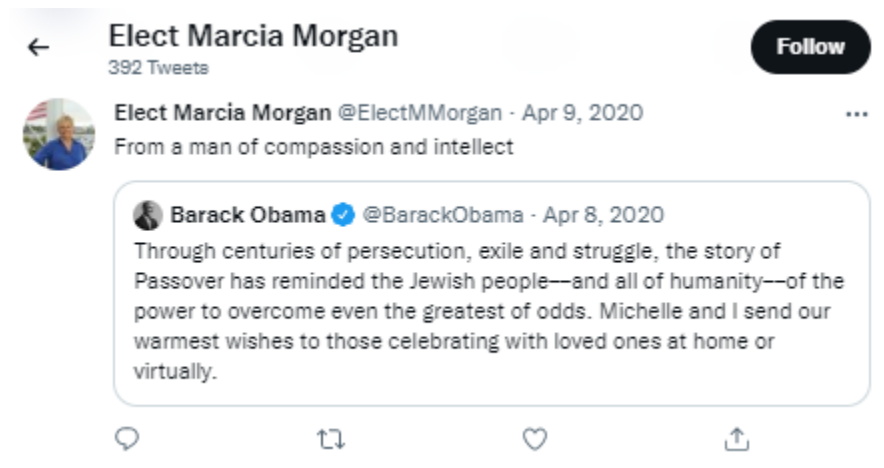 Elect Marcia Morgan
392 Tweets
Follow
Elect Marcia Morgan @ElectMMorgan · Apr 9, 2020
From a man of compassion and intellect
Barack Obama @BarackObama · Apr 8, 2020
Through centuries of persecution, exile and struggle, the story of
Passover has reminded the Jewish people—and all of humanity—of the
power to overcome even the greatest of odds. Michelle and I send our
warmest wishes to those celebrating with loved ones at home or
virtually.